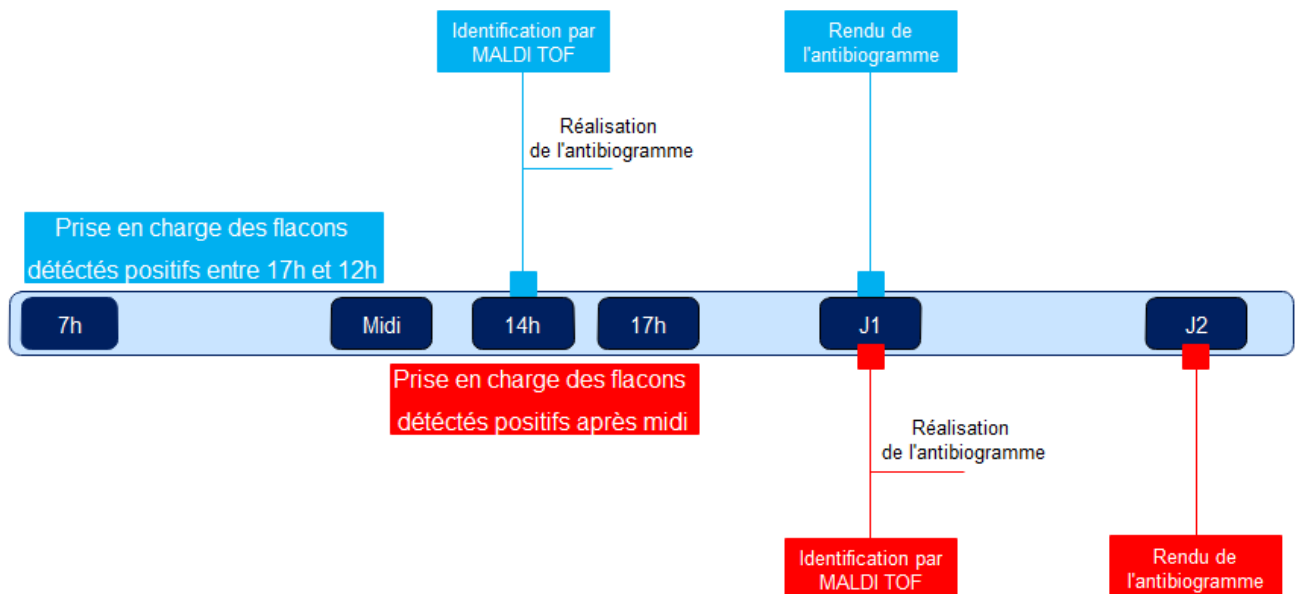 Identification par
MALDI TOF
Rendu de
l'antibiogramme
Réalisation
de l'antibiogramme
Prise en charge des flacons
détéctés positifs entre 17h et 12h
7h
Midi
14h
17h
J1
J2
Prise en charge des flacons
détéctés positifs après midi
Réalisation
de l'antibiogramme
Identification par
MALDI TOF
Rendu de
l'antibiogramme